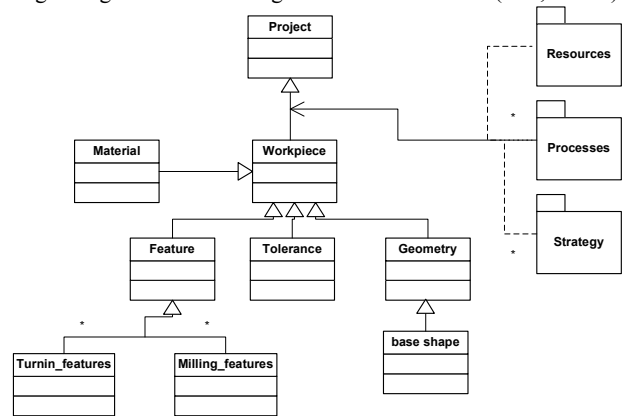 Project
Resources
*
Material
Workpiece
Processes
Feature
Tolerance
Geometry
*
Strategy
*
*
base shape
Turnin_features
Milling_features